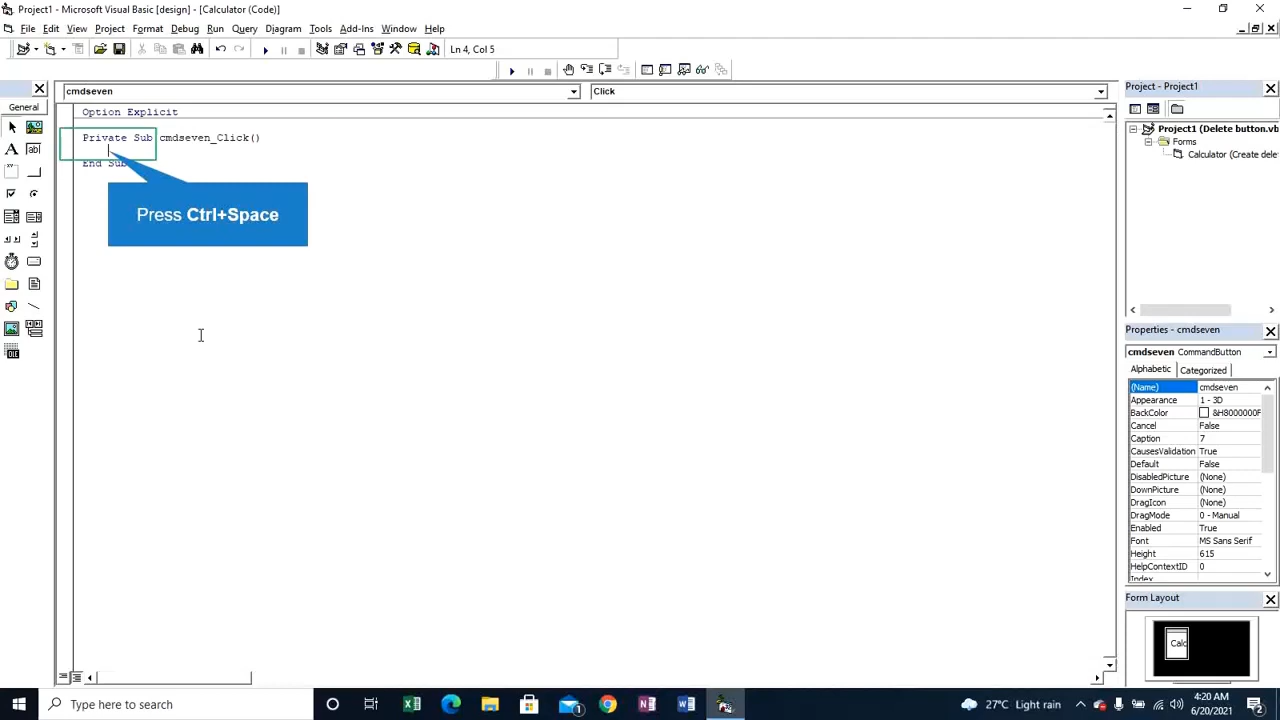 Project1 - Microsoft Visual Basic [design] - [Calculator (Code)]
File Edit View Project Format Debug Run Query Diagram Tools Add-Ins Window Help
Ln 4, Col 5
cmdseven
Click
General
Option Explicit
Private Sub cmdseven_Click()
End Sub
Press Ctrl+Space
Project - Project1
Project1 (Delete button.vb
Forms
Calculator (Create dele
Properties - cmdseven
cmdseven CommandButton
Alphabetic Categorized
(Name) cmdseven
Appearance 1 - 3D
BackColor &H8000000F
Cancel False
Caption 7
CausesValidation True
Default False
DisabledPicture (None)
DownPicture (None)
DragIcon (None)
DragMode 0 - Manual
Enabled True
Font MS Sans Serif
Height 615
HelpContextID 0
Index
Form Layout
Calc
Type here to search
27°C Light rain
4:20 AM
6/20/2021